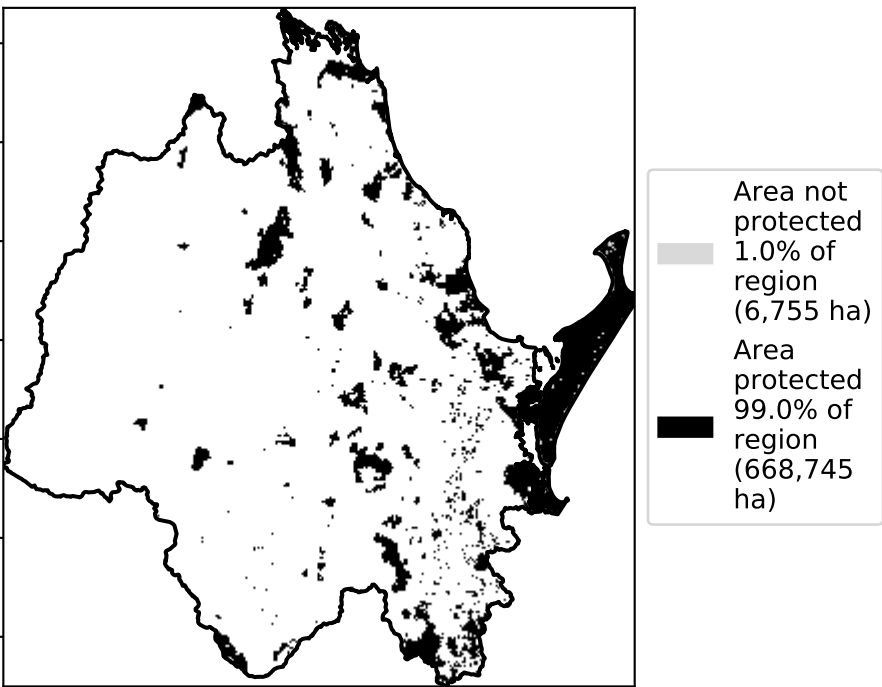 Area not
protected
1.0% of
region
(6,755 ha)
Area
protected
99.0% of
region
(668,745
ha)